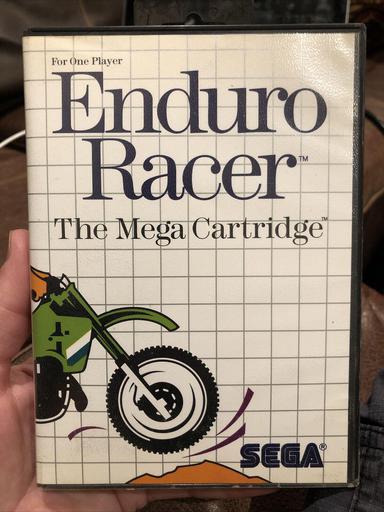 For One Player
Enduro
Racer™
The Mega Cartridge™
SEGA®